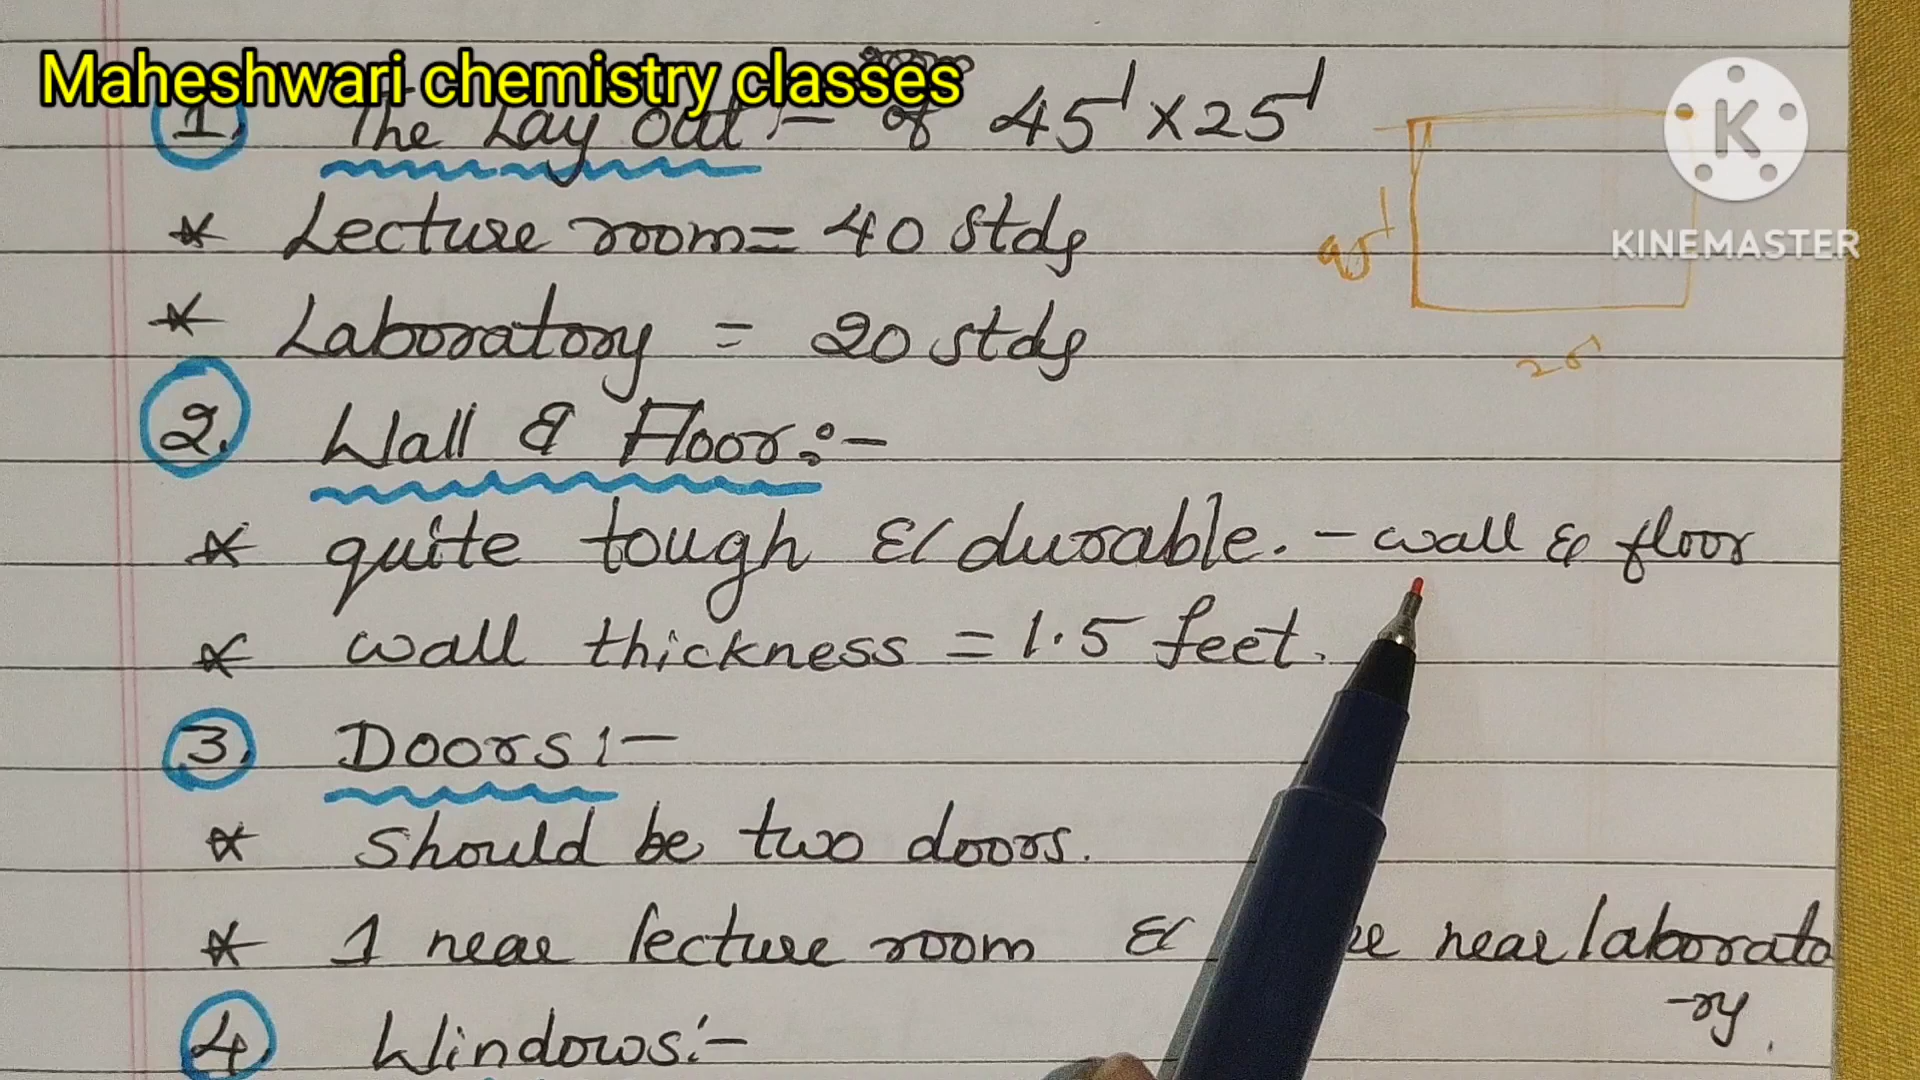 Maheshwari chemistry classes
1. The Lay out :- of 45' x 25'
* Lecture room = 40 Stds
* Laboratory = 20 stds
45'
25'
K
KINEMASTER
2. Wall & Floor :-
* quite tough & durable. - wall & floor
* wall thickness = 1.5 feet.
3. Doors :-
* should be two doors.
* 1 near lecture room & near laborato
-ry.
4. Windows :-